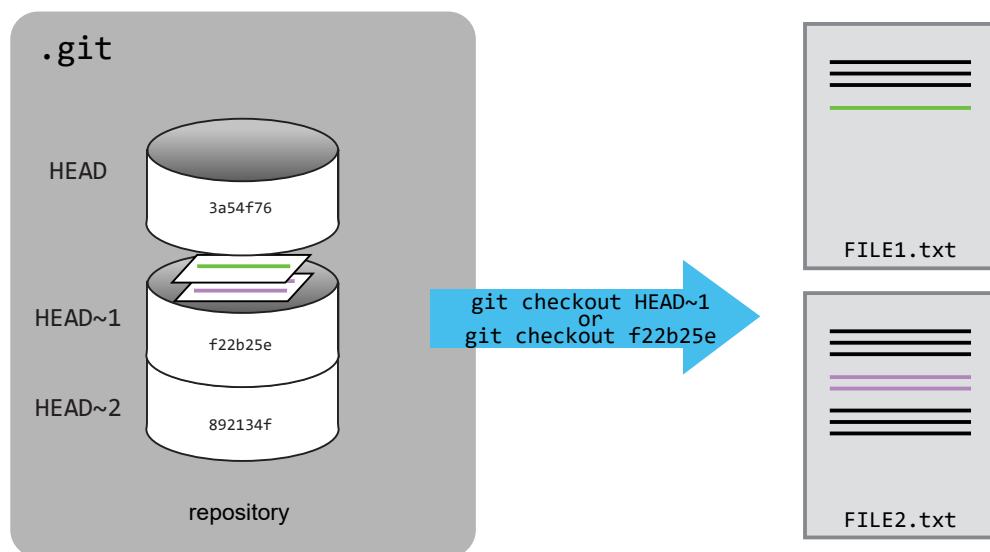 .git
HEAD
3a54f76
HEAD~1
f22b25e
HEAD~2
892134f
repository
git checkout HEAD~1
or
git checkout f22b25e
FILE1.txt
FILE2.txt